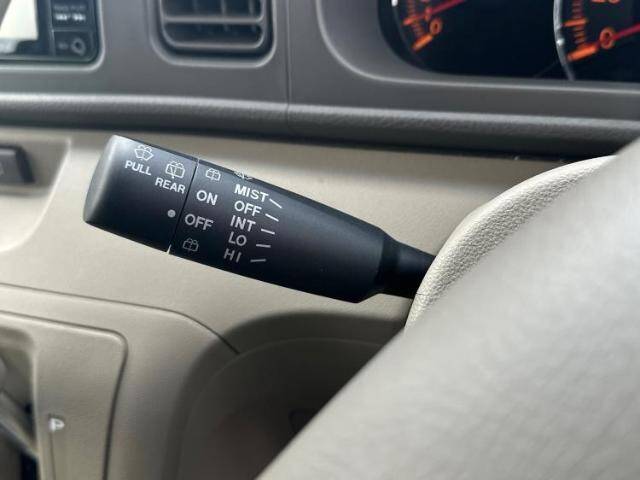 PULL
REAR
ON
OFF
MIST
OFF
INT
LO
HI
P